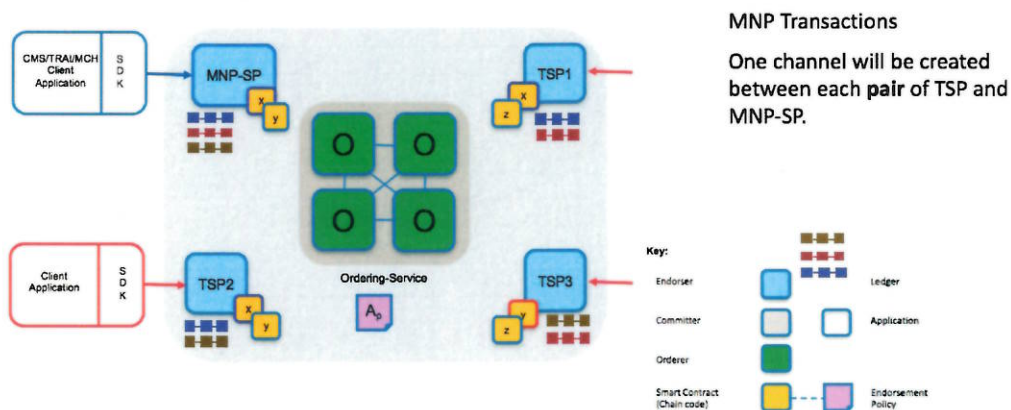 MNP Transactions
One channel will be created
between each pair of TSP and
MNP-SP.
CMS/TRAI/MCH
Client
Application
S
D
K
MNP-SP
x
y
TSP1
x
z
O
O
O
O
Ordering-Service
Ap
Client
Application
S
D
K
TSP2
x
y
TSP3
y
z
Key:
Endorser
Ledger
Committer
Application
Orderer
Smart Contract
(Chain code)
Endorsement
Policy